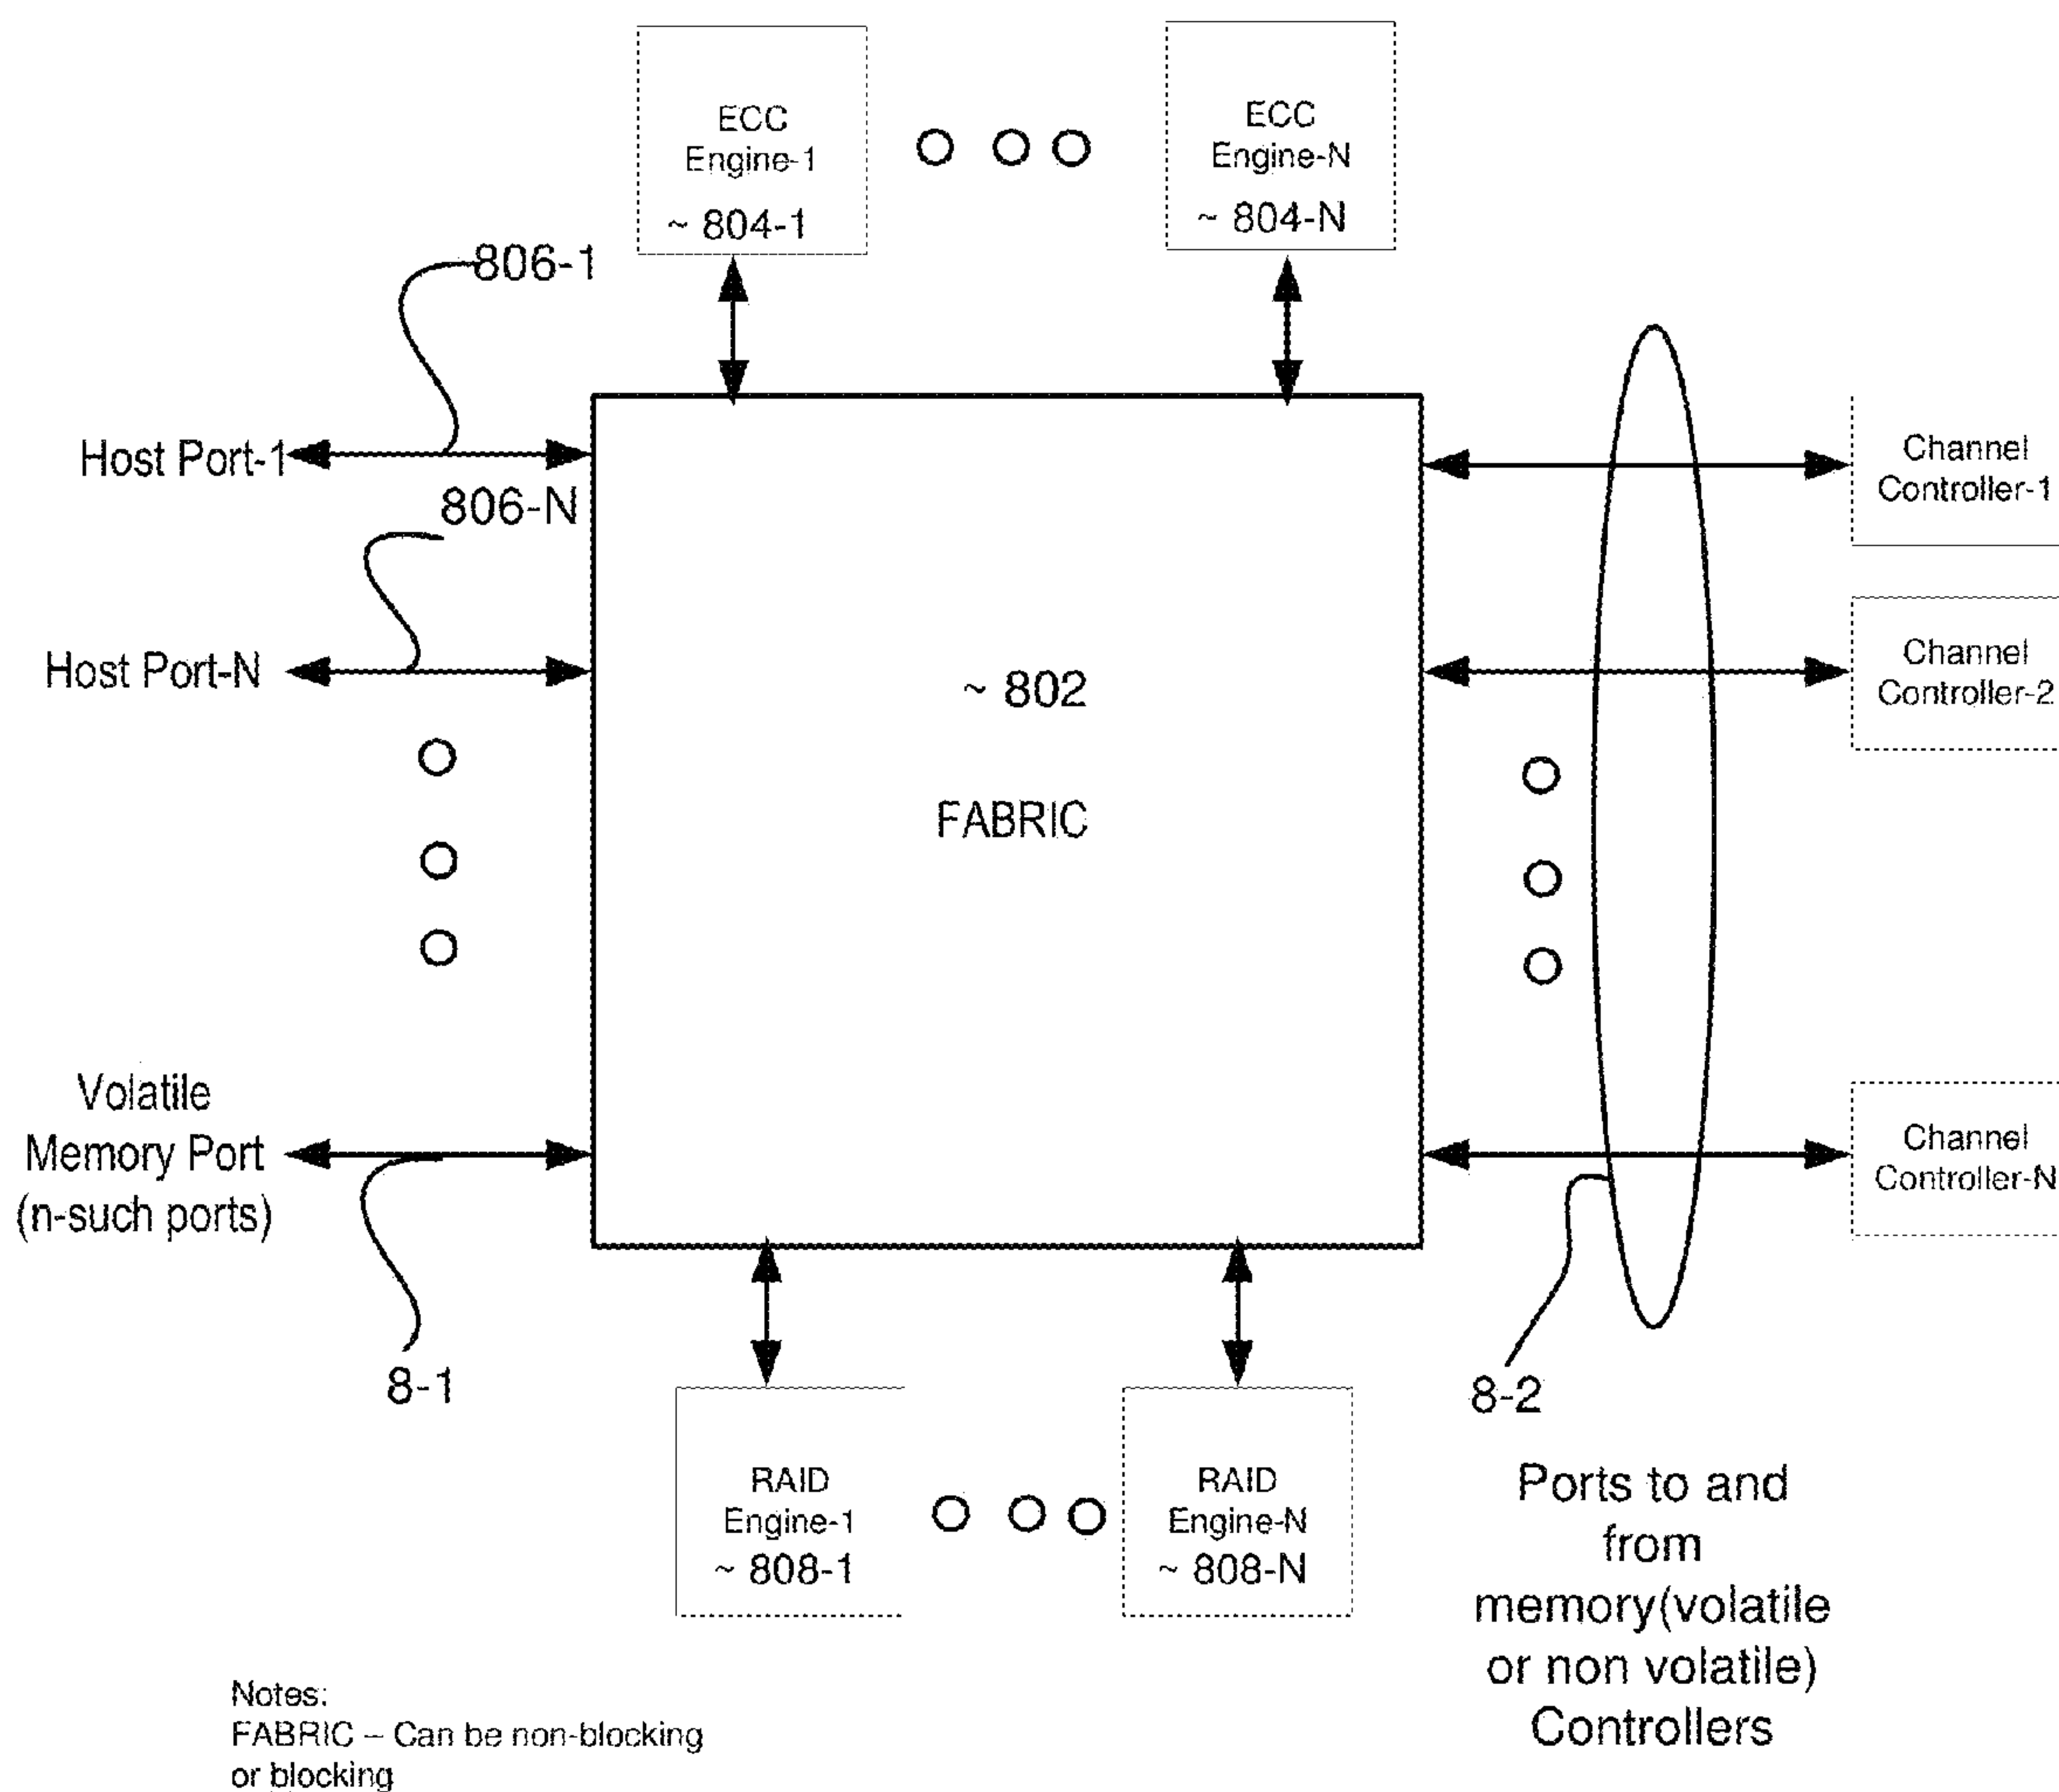 ECC
Engine-1
~ 804-1
ECC
Engine-N
~ 804-N
806-1
Host Port-1
806-N
Host Port-N
~ 802
FABRIC
Channel
Controller-1
Channel
Controller-2
Volatile
Memory Port
(n-such ports)
Channel
Controller-N
8-1
8-2
RAID
Engine-1
~ 808-1
RAID
Engine-N
~ 808-N
Ports to and
from
memory(volatile
or non volatile)
Controllers
Notes:
FABRIC – Can be non-blocking
or blocking